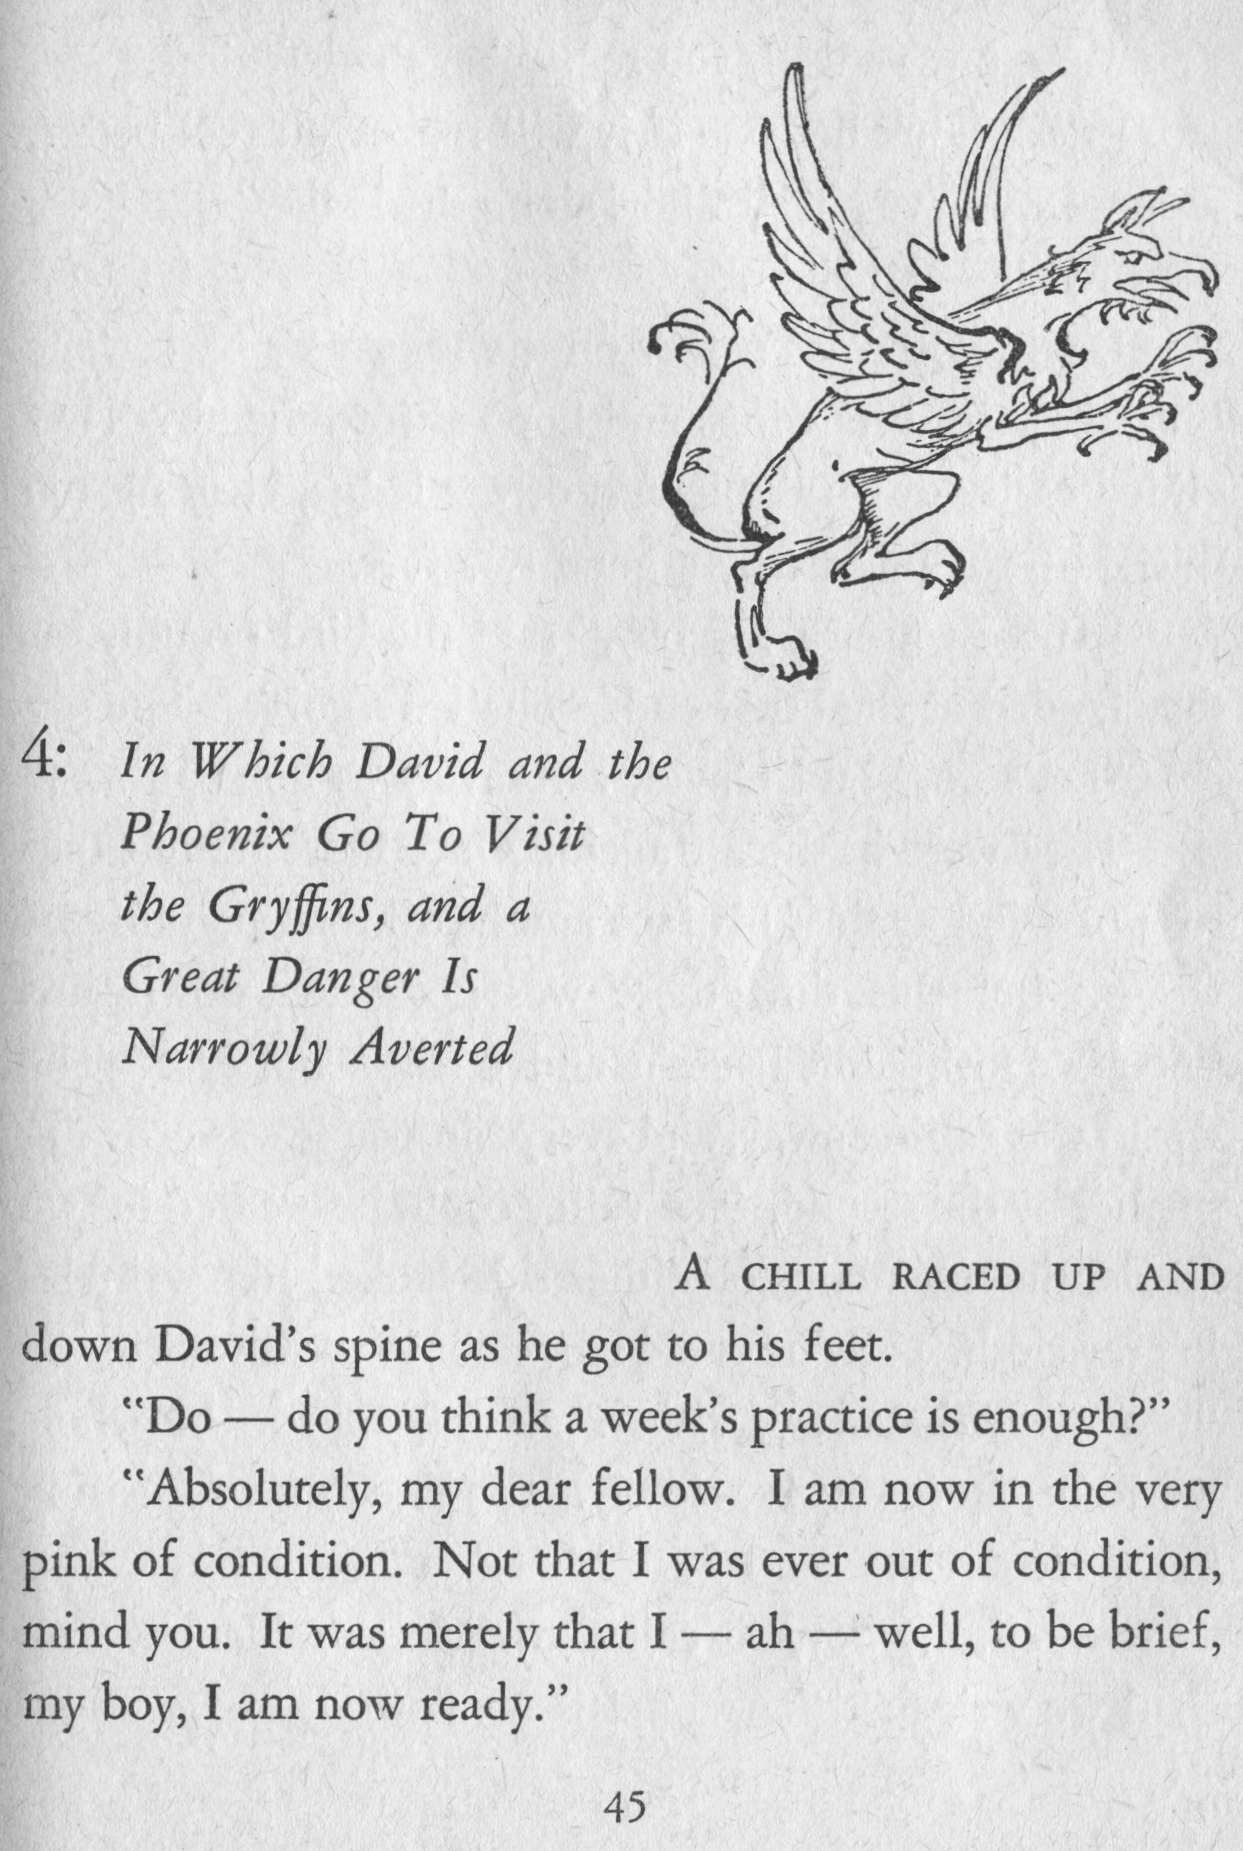 4: In Which David and the
Phoenix Go To Visit
the Gryffins, and a
Great Danger Is
Narrowly Averted
A CHILL RACED UP AND
down David's spine as he got to his feet.
"Do — do you think a week's practice is enough?"
"Absolutely, my dear fellow. I am now in the very
pink of condition. Not that I was ever out of condition,
mind you. It was merely that I — ah — well, to be brief,
my boy, I am now ready."
45